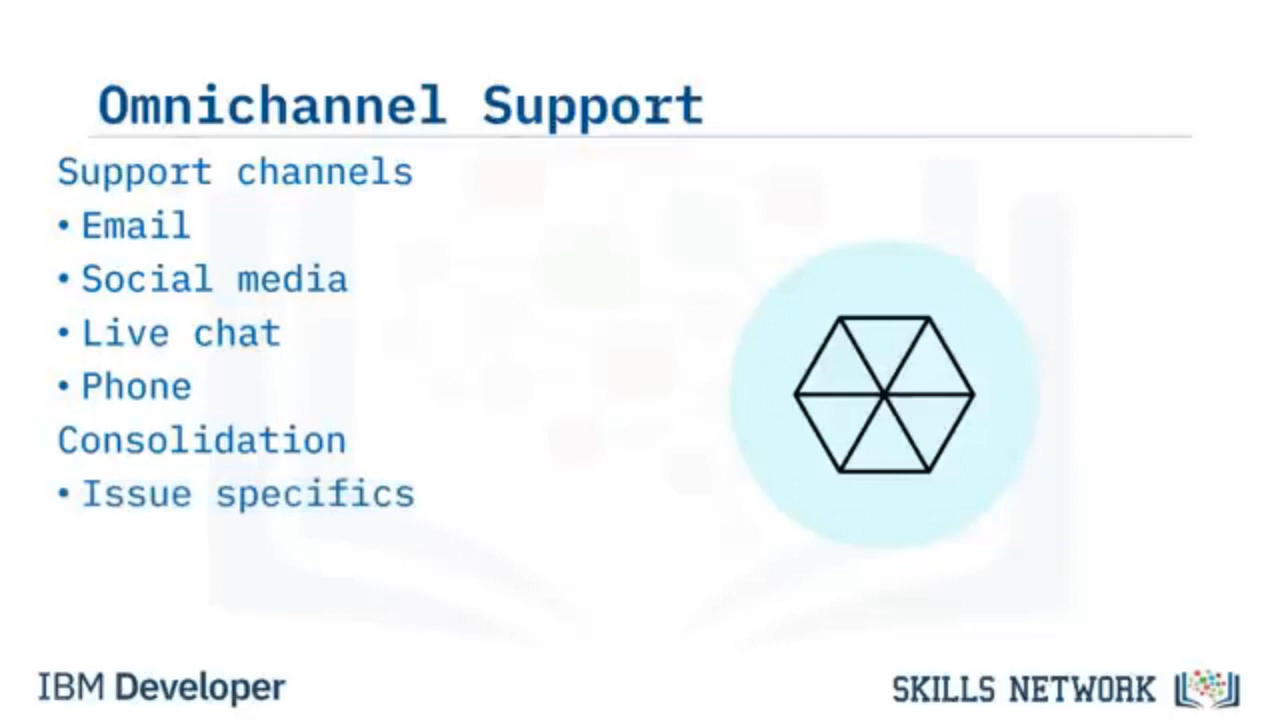 Omnichannel Support
Support channels
• Email
• Social media
• Live chat
• Phone
Consolidation
• Issue specifics
IBM Developer
SKILLS NETWORK